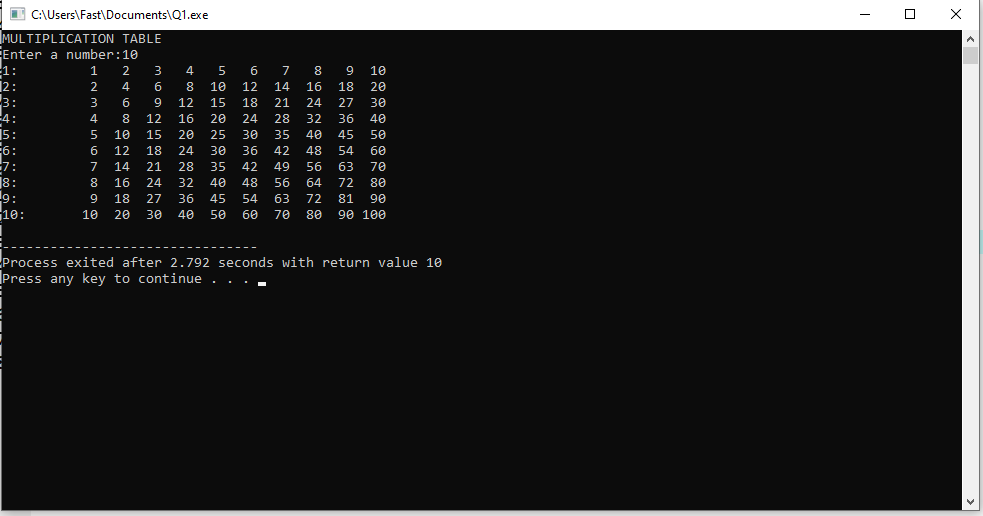 C:\Users\Fast\Documents\Q1.exe
MULTIPLICATION TABLE
Enter a number:10
1:         1   2   3   4   5   6   7   8   9  10
2:         2   4   6   8  10  12  14  16  18  20
3:         3   6   9  12  15  18  21  24  27  30
4:         4   8  12  16  20  24  28  32  36  40
5:         5  10  15  20  25  30  35  40  45  50
6:         6  12  18  24  30  36  42  48  54  60
7:         7  14  21  28  35  42  49  56  63  70
8:         8  16  24  32  40  48  56  64  72  80
9:         9  18  27  36  45  54  63  72  81  90
10:       10  20  30  40  50  60  70  80  90 100
--------------------------------
Process exited after 2.792 seconds with return value 10
Press any key to continue . . .